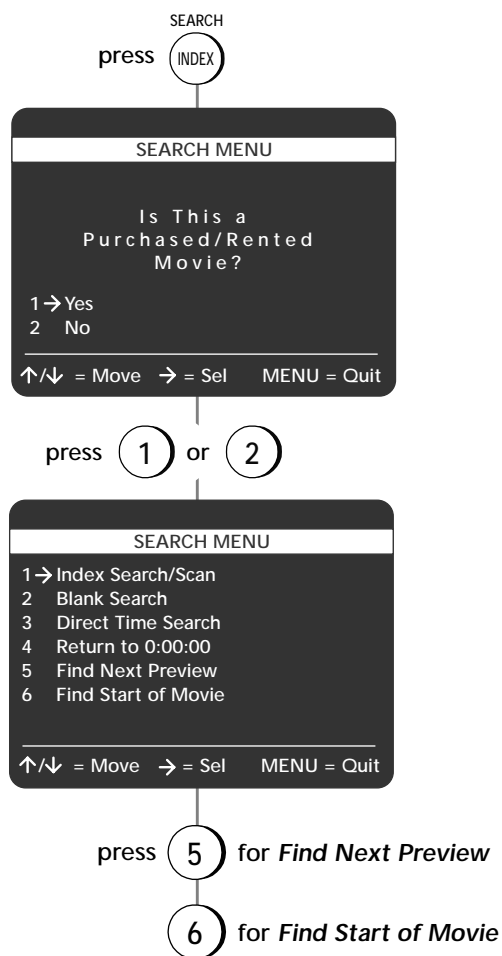 SEARCH
press INDEX
SEARCH MENU
Is This a
Purchased/Rented
Movie?
1→Yes
2 No
↑/↓ = Move → = Sel MENU = Quit
press 1 or 2
SEARCH MENU
1→Index Search/Scan
2 Blank Search
3 Direct Time Search
4 Return to 0:00:00
5 Find Next Preview
6 Find Start of Movie
↑/↓ = Move → = Sel MENU = Quit
press 5 for Find Next Preview
6 for Find Start of Movie